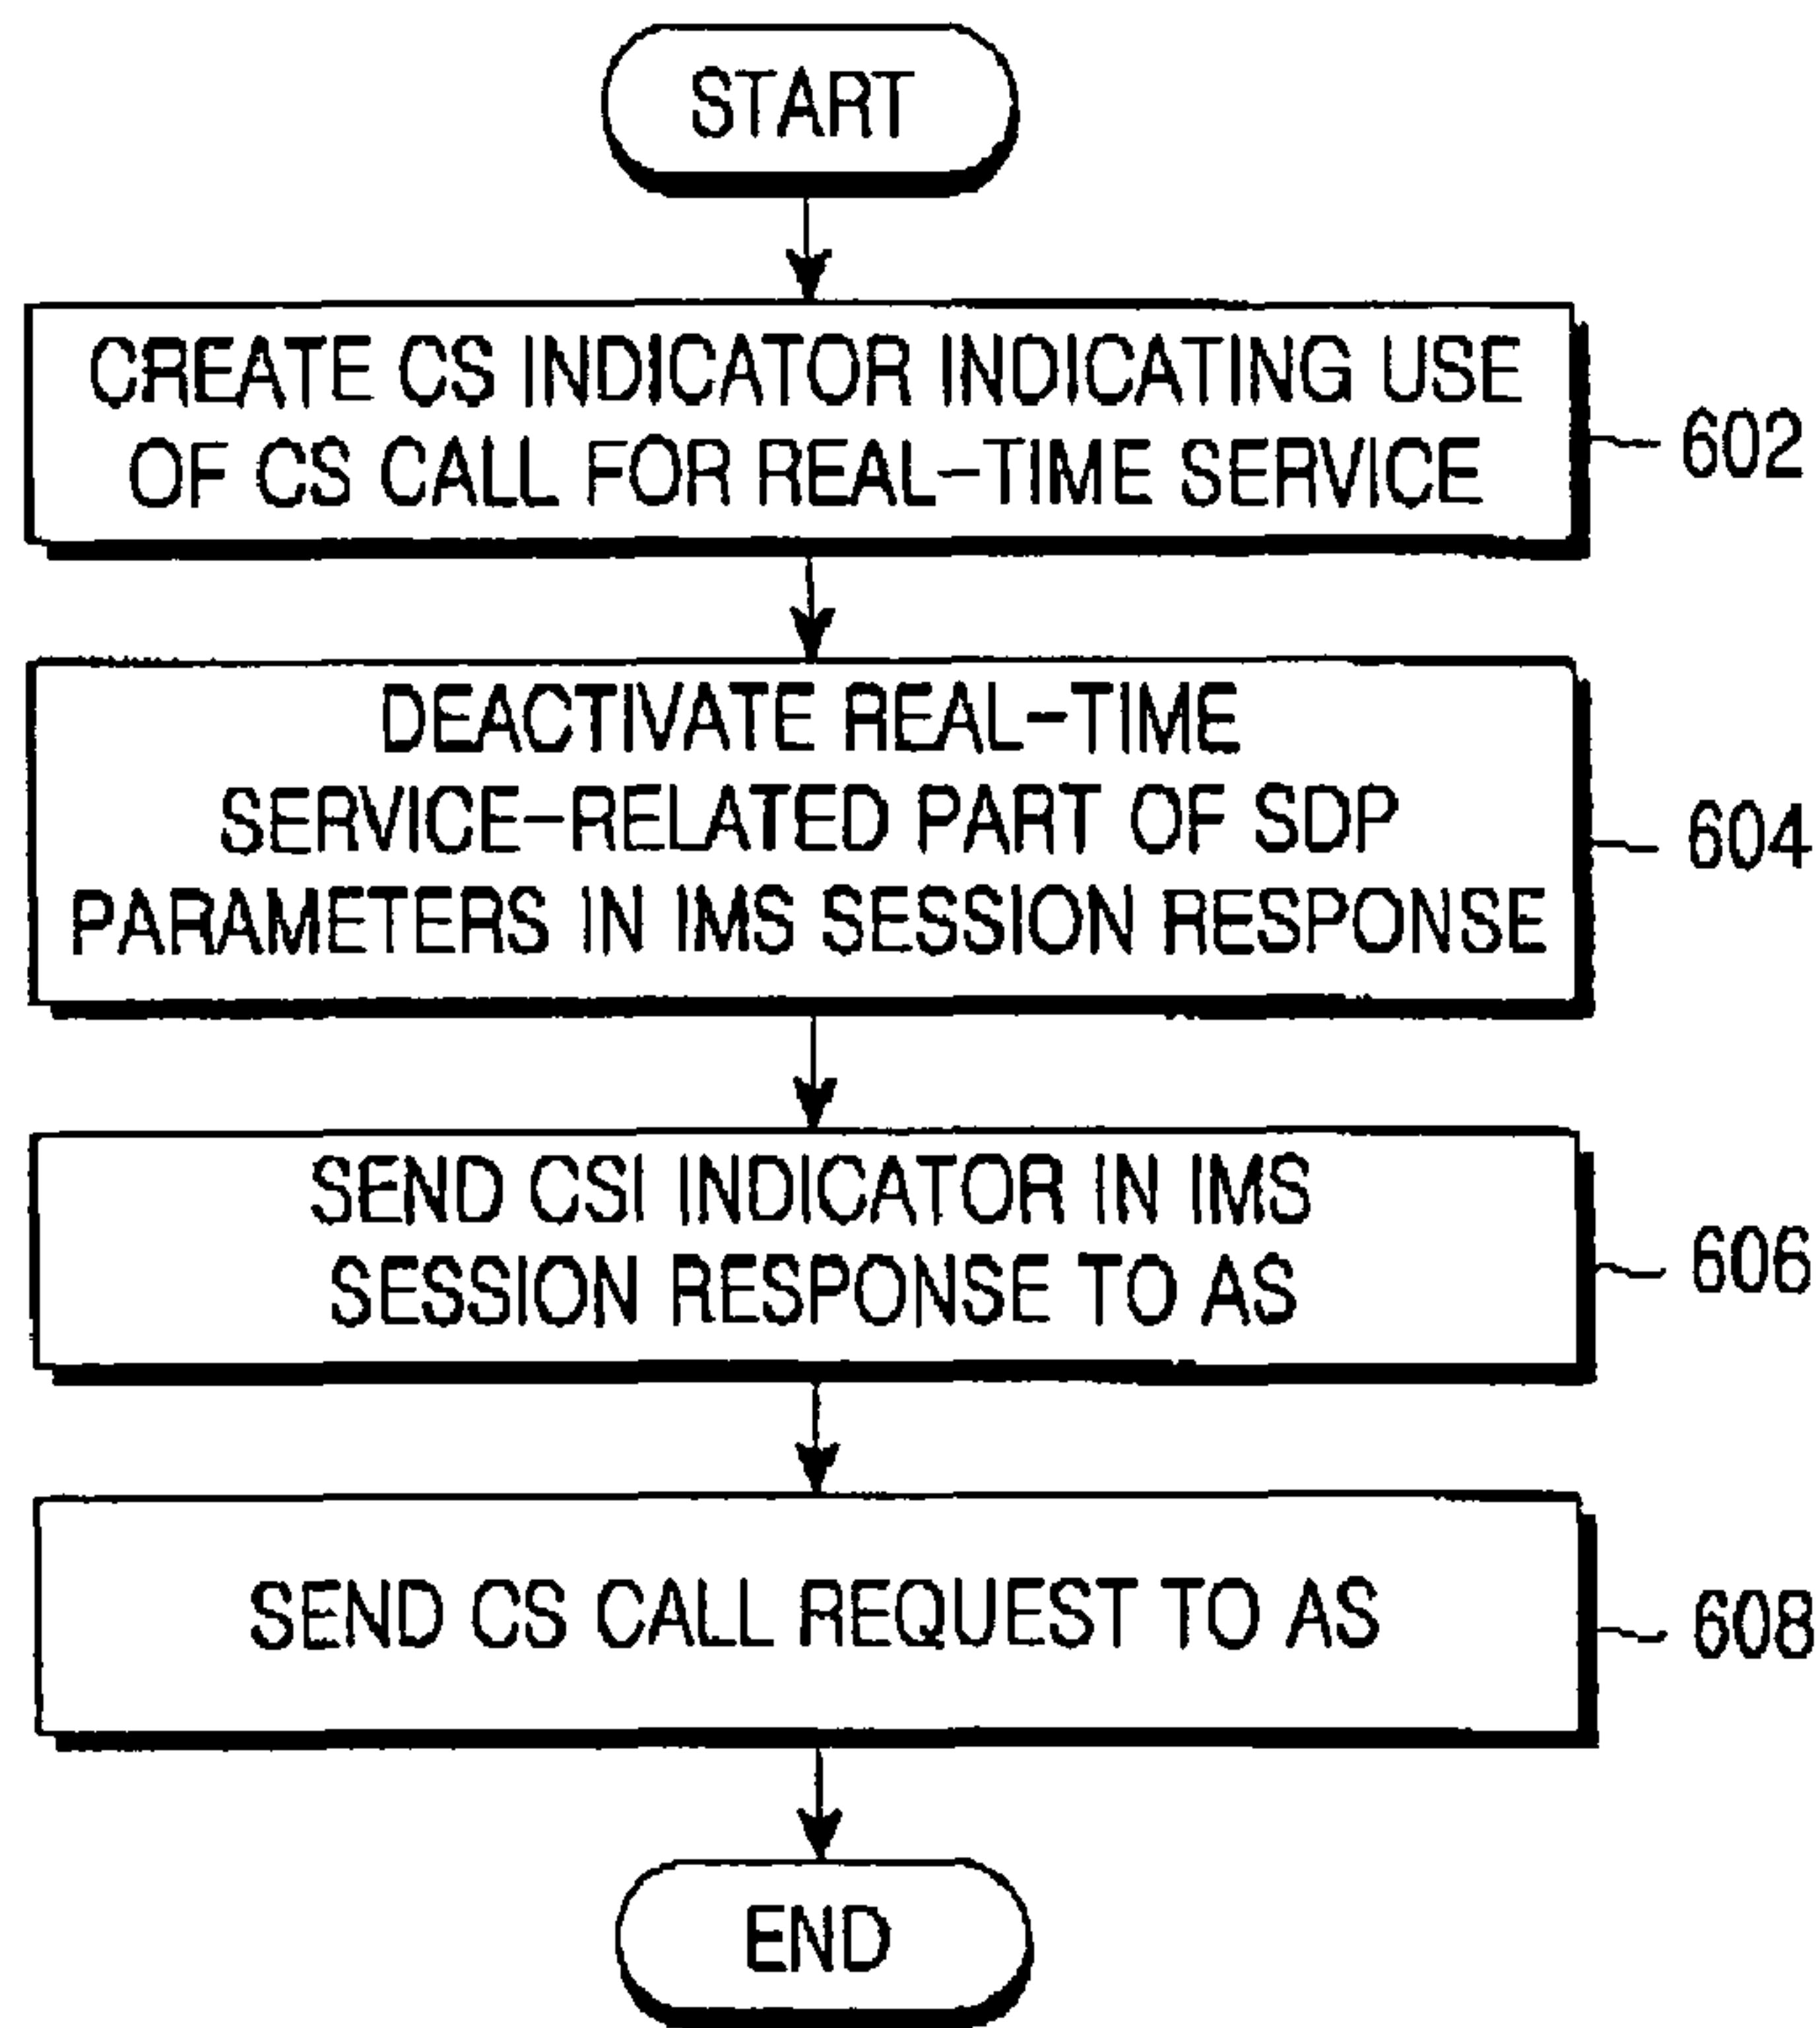 START
CREATE CS INDICATOR INDICATING USE
OF CS CALL FOR REAL-TIME SERVICE
602
DEACTIVATE REAL-TIME
SERVICE-RELATED PART OF SDP
PARAMETERS IN IMS SESSION RESPONSE
604
SEND CSI INDICATOR IN IMS
SESSION RESPONSE TO AS
606
SEND CS CALL REQUEST TO AS
608
END